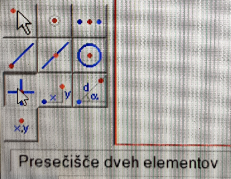 x y
d α
x,y
Presečišče dveh elementov